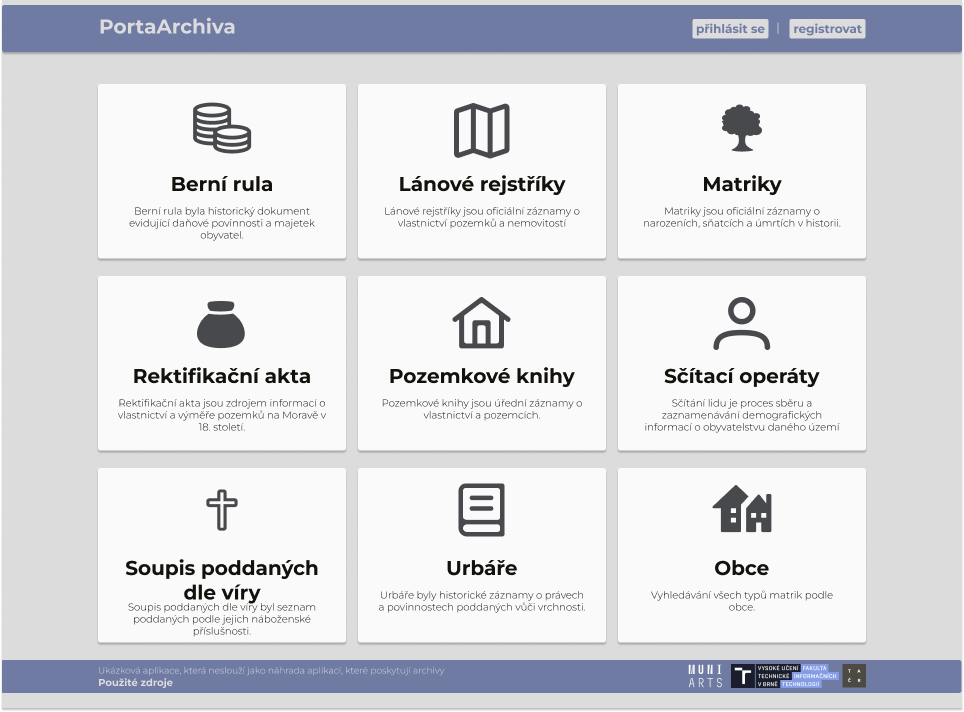 PortaArchiva
přihlásit se | registrovat
Berní rula
Berní rula byla historický dokument
evidující daňové povinnosti a majetek
obyvatel.
Lánové rejstříky
Lánové rejstříky jsou oficiální záznamy o
vlastnictví pozemků a nemovitostí
Matriky
Matriky jsou oficiální záznamy o
narozeních, sňatcích a úmrtích v historii.
Rektifikační akta
Rektifikační akta jsou zdrojem informací o
vlastnictví a výměře pozemků na Moravě v
18. století.
Pozemkové knihy
Pozemkové knihy jsou úřední záznamy o
vlastnictví a pozemcích.
Sčítací operáty
Sčítání lidu je proces sběru a
zaznamenávání demografických
informací o obyvatelstvu daného území
Soupis poddaných
dle víry
Soupis poddaných dle víry byl seznam
poddaných podle jejich náboženské
příslušnosti.
Urbáře
Urbáře byly historické záznamy o právech
a povinnostech poddaných vůči vrchnosti.
Obce
Vyhledávání všech typů matrik podle
obce.
Ukázková aplikace, která neslouží jako náhrada aplikací, které poskytují archivy
Použité zdroje
MUNI
ARTS
T
VYSOKÉ UČENÍ FAKULTA
TECHNICKÉ INFORMAČNÍCH
V BRNĚ TECHNOLOGIÍ
T A
Č R